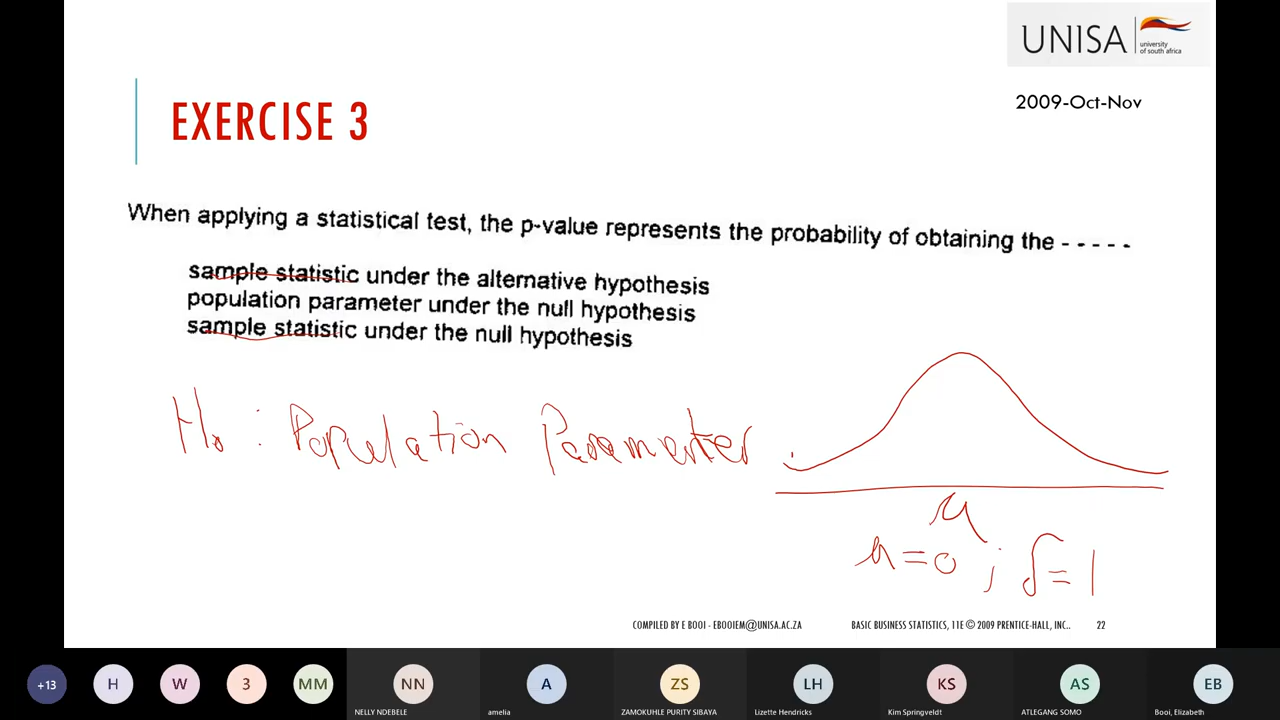 UNISA
university
of south africa
2009-Oct-Nov
EXERCISE 3
When applying a statistical test, the p-value represents the probability of obtaining the -----
sample statistic under the alternative hypothesis
population parameter under the null hypothesis
sample statistic under the null hypothesis
H₀ : Population Parameter
μ
μ=0 ; δ=1
COMPILED BY E BOOI - EBOOIEM@UNISA.AC.ZA
BASIC BUSINESS STATISTICS, 11E © 2009 PRENTICE-HALL, INC..
22
+13
H
W
3
MM
NN
A
ZS
LH
KS
AS
EB
NELLY NDEBELE
amelia
ZAMOKUHLE PURITY SIBAYA
Lizette Hendricks
Kim Springveldt
ATLEGANG SOMO
Booi, Elizabeth